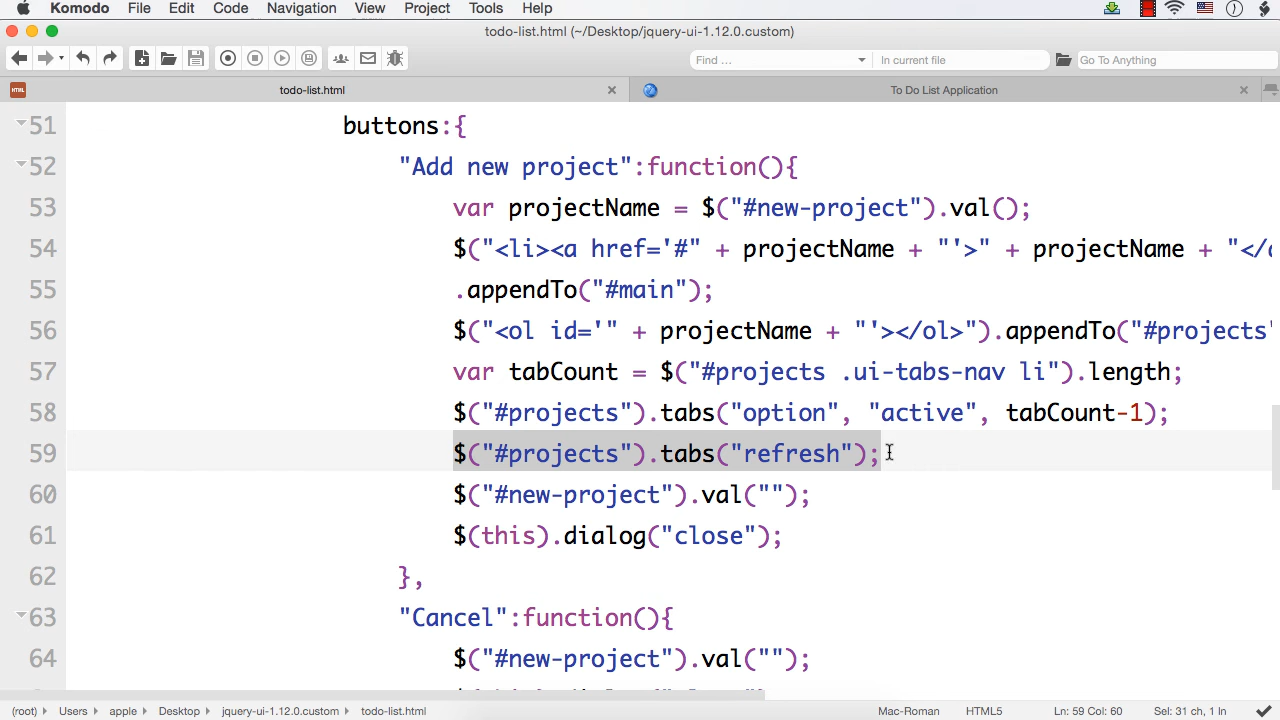 Komodo File Edit Code Navigation View Project Tools Help
todo-list.html (~/Desktop/jquery-ui-1.12.0.custom)
Find ... In current file Go To Anything
HTML todo-list.html To Do List Application
51 buttons:{
52 "Add new project":function(){
53 var projectName = $("#new-project").val();
54 $("<li><a href='#" + projectName + "'>" + projectName + "</
55 .appendTo("#main");
56 $("<ol id='" + projectName + "'></ol>").appendTo("#projects"
57 var tabCount = $("#projects .ui-tabs-nav li").length;
58 $("#projects").tabs("option", "active", tabCount-1);
59 $("#projects").tabs("refresh");
60 $("#new-project").val("");
61 $(this).dialog("close");
62 },
63 "Cancel":function(){
64 $("#new-project").val("");
(root) Users apple Desktop jquery-ui-1.12.0.custom todo-list.html Mac-Roman HTML5 Ln: 59 Col: 60 Sel: 31 ch, 1 ln